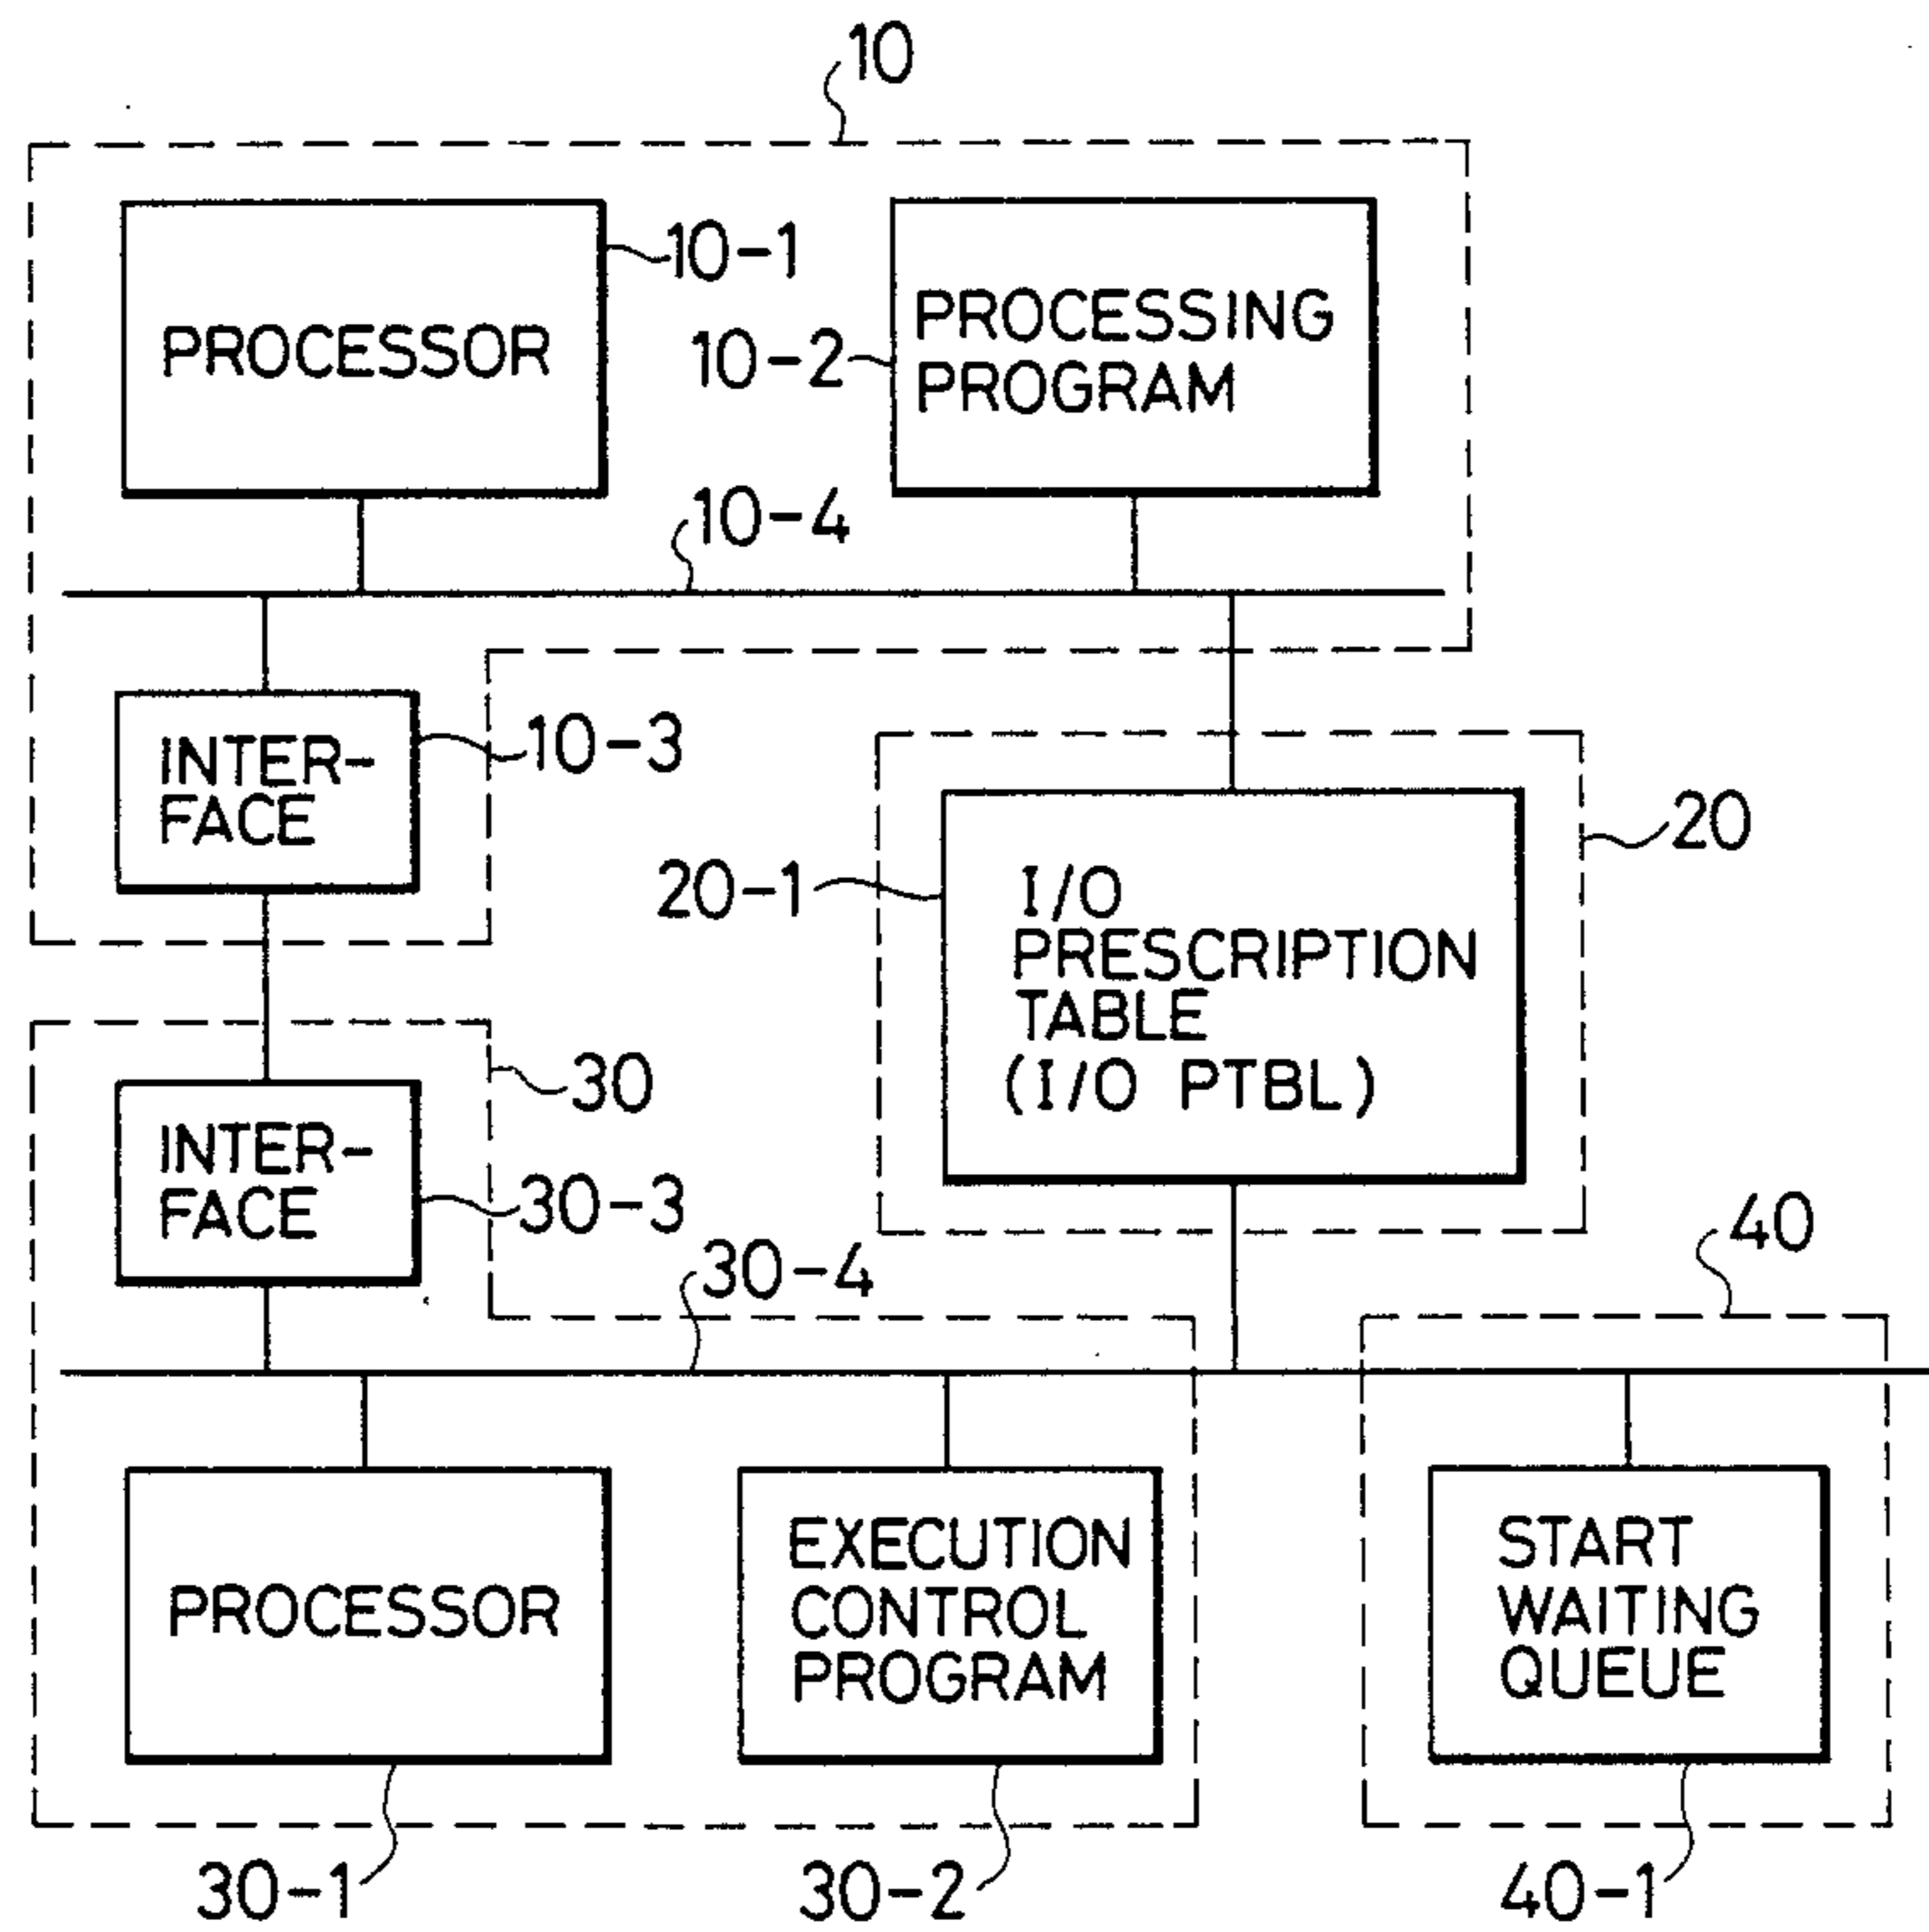 10
PROCESSOR
10-1
10-2
PROCESSING
PROGRAM
10-4
INTER-
FACE
10-3
20
20-1
I/O
PRESCRIPTION
TABLE
(I/O PTBL)
30
INTER-
FACE
30-3
30-4
40
PROCESSOR
EXECUTION
CONTROL
PROGRAM
START
WAITING
QUEUE
30-1
30-2
40-1